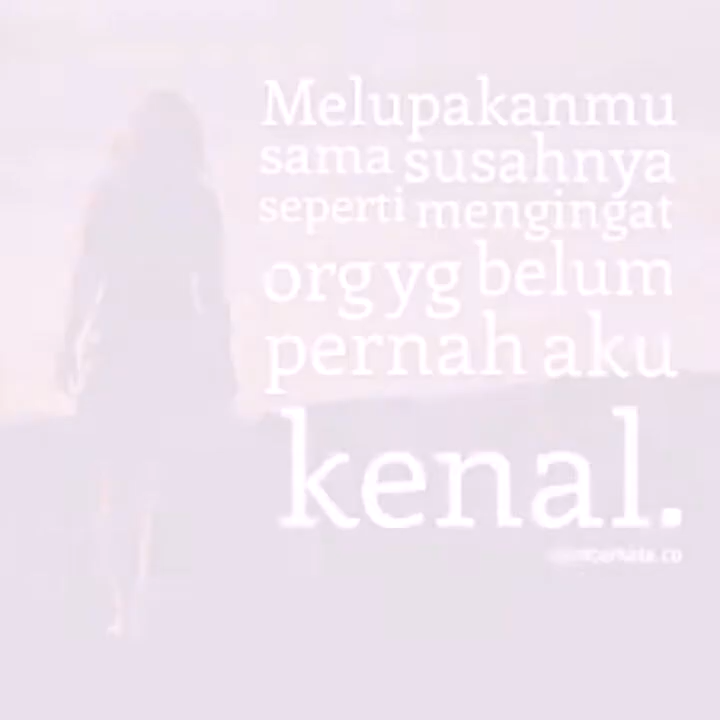 Melupakanmu
sama susahnya
seperti mengingat
org yg belum
pernah aku
kenal.